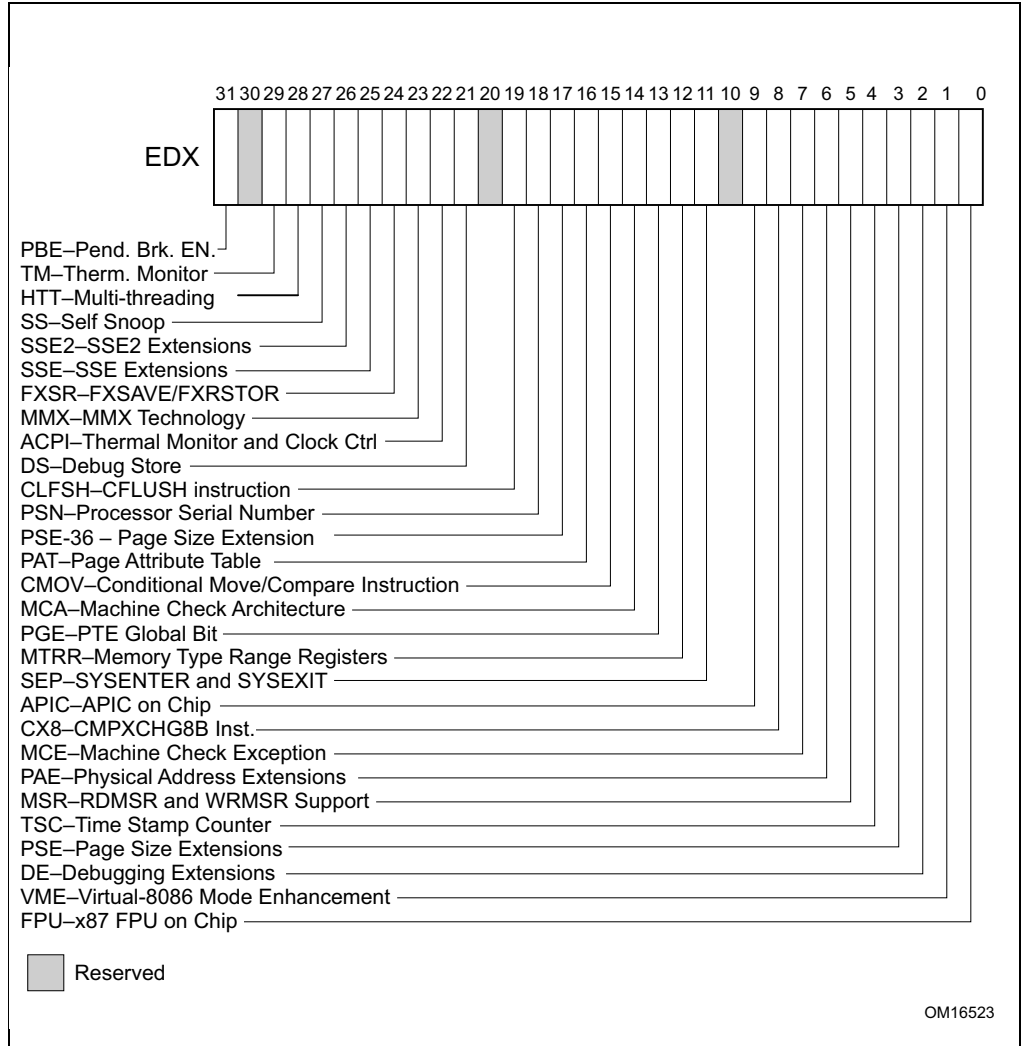 31 30 29 28 27 26 25 24 23 22 21 20 19 18 17 16 15 14 13 12 11 10 9 8 7 6 5 4 3 2 1 0
EDX
PBE–Pend. Brk. EN.
TM–Therm. Monitor
HTT–Multi-threading
SS–Self Snoop
SSE2–SSE2 Extensions
SSE–SSE Extensions
FXSR–FXSAVE/FXRSTOR
MMX–MMX Technology
ACPI–Thermal Monitor and Clock Ctrl
DS–Debug Store
CLFSH–CFLUSH instruction
PSN–Processor Serial Number
PSE-36 – Page Size Extension
PAT–Page Attribute Table
CMOV–Conditional Move/Compare Instruction
MCA–Machine Check Architecture
PGE–PTE Global Bit
MTRR–Memory Type Range Registers
SEP–SYSENTER and SYSEXIT
APIC–APIC on Chip
CX8–CMPXCHG8B Inst.
MCE–Machine Check Exception
PAE–Physical Address Extensions
MSR–RDMSR and WRMSR Support
TSC–Time Stamp Counter
PSE–Page Size Extensions
DE–Debugging Extensions
VME–Virtual-8086 Mode Enhancement
FPU–x87 FPU on Chip
Reserved
OM16523